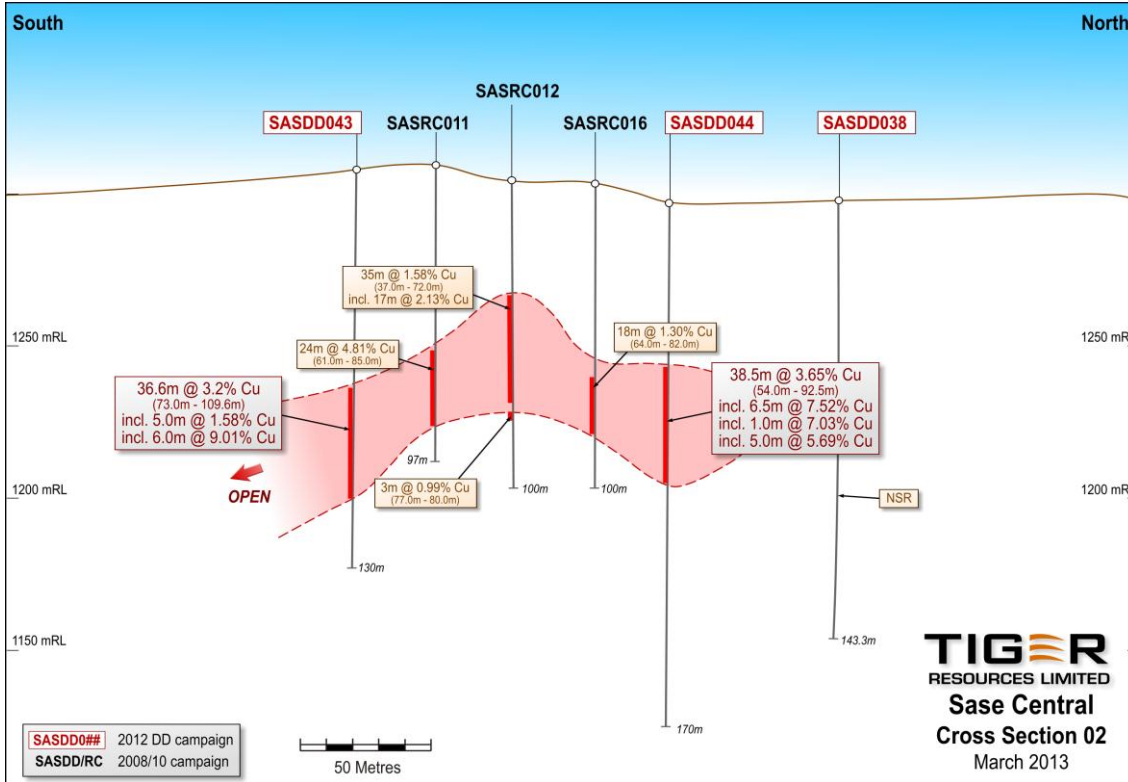 South
North
SASRC012
SASDD043
SASRC011
SASRC016
SASDD044
SASDD038
35m @ 1.58% Cu
(37.0m - 72.0m)
incl. 17m @ 2.13% Cu
1250 mRL
1250 mRL
18m @ 1.30% Cu
(64.0m - 82.0m)
24m @ 4.81% Cu
(61.0m - 85.0m)
36.6m @ 3.2% Cu
(73.0m - 109.6m)
incl. 5.0m @ 1.58% Cu
incl. 6.0m @ 9.01% Cu
38.5m @ 3.65% Cu
(54.0m - 92.5m)
incl. 6.5m @ 7.52% Cu
incl. 1.0m @ 7.03% Cu
incl. 5.0m @ 5.69% Cu
97m
OPEN
3m @ 0.99% Cu
(77.0m - 80.0m)
100m
100m
1200 mRL
1200 mRL
NSR
130m
1150 mRL
143.3m
170m
TIGER
RESOURCES LIMITED
Sase Central
Cross Section 02
March 2013
SASDD0## 2012 DD campaign
SASDD/RC 2008/10 campaign
50 Metres